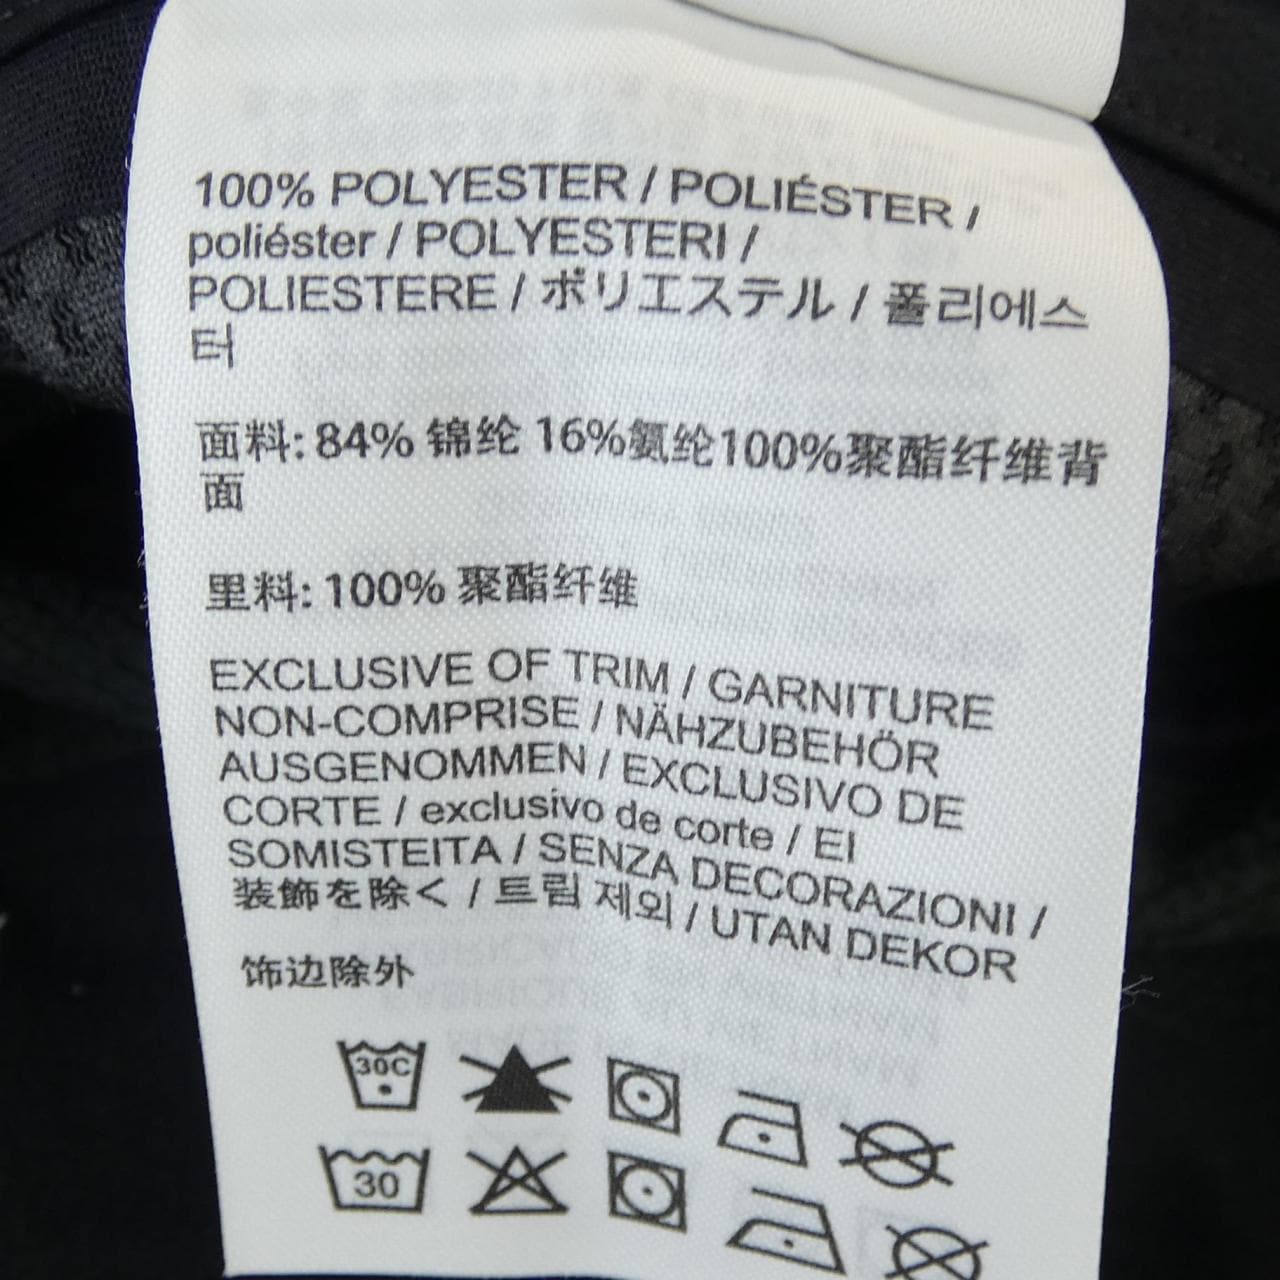 100% POLYESTER / POLIÉSTER /
poliéster / POLYESTERI /
POLIESTERE / ポリエステル / 폴리에스
터
面料: 84% 锦纶 16%氨纶100%聚酯纤维背
面
里料: 100% 聚酯纤维
EXCLUSIVE OF TRIM / GARNITURE
NON-COMPRISE / NÄHZUBEHÖR
AUSGENOMMEN / EXCLUSIVO DE
CORTE / exclusivo de corte / EI
SOMISTEITA / SENZA DECORAZIONI /
装飾を除く / 트림 제외 / UTAN DEKOR
饰边除外
30C
30